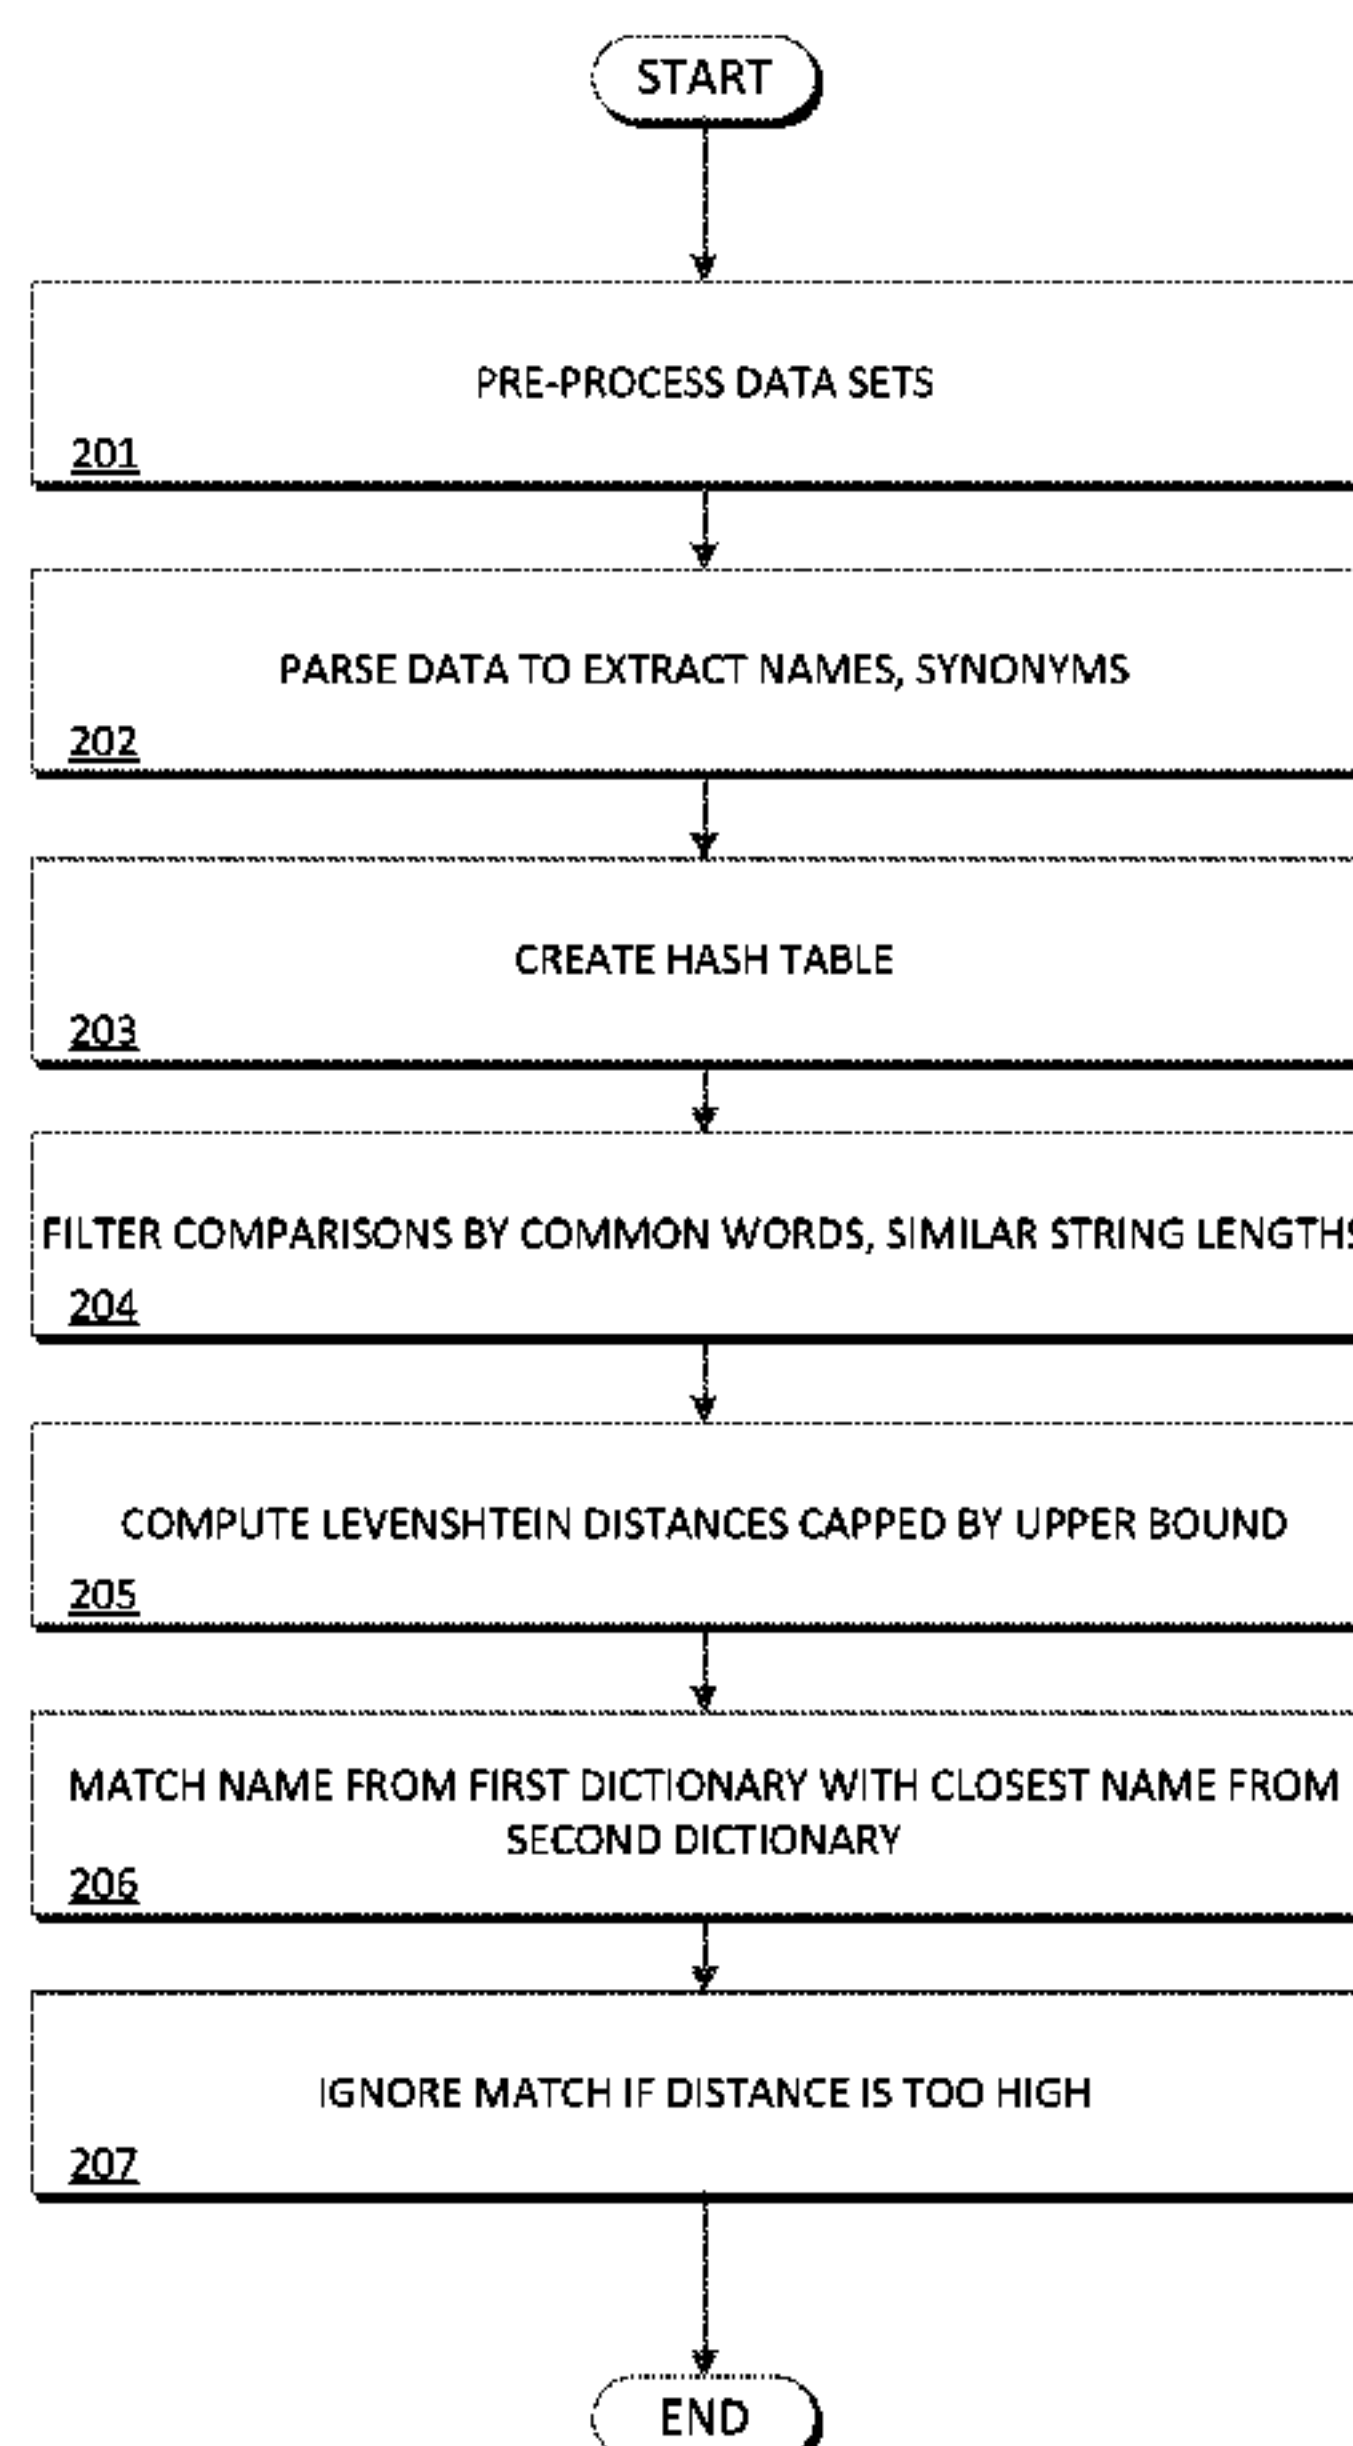 START
PRE-PROCESS DATA SETS
201
PARSE DATA TO EXTRACT NAMES, SYNONYMS
202
CREATE HASH TABLE
203
FILTER COMPARISONS BY COMMON WORDS, SIMILAR STRING LENGTHS
204
COMPUTE LEVENSHTEIN DISTANCES CAPPED BY UPPER BOUND
205
MATCH NAME FROM FIRST DICTIONARY WITH CLOSEST NAME FROM
SECOND DICTIONARY
206
IGNORE MATCH IF DISTANCE IS TOO HIGH
207
END